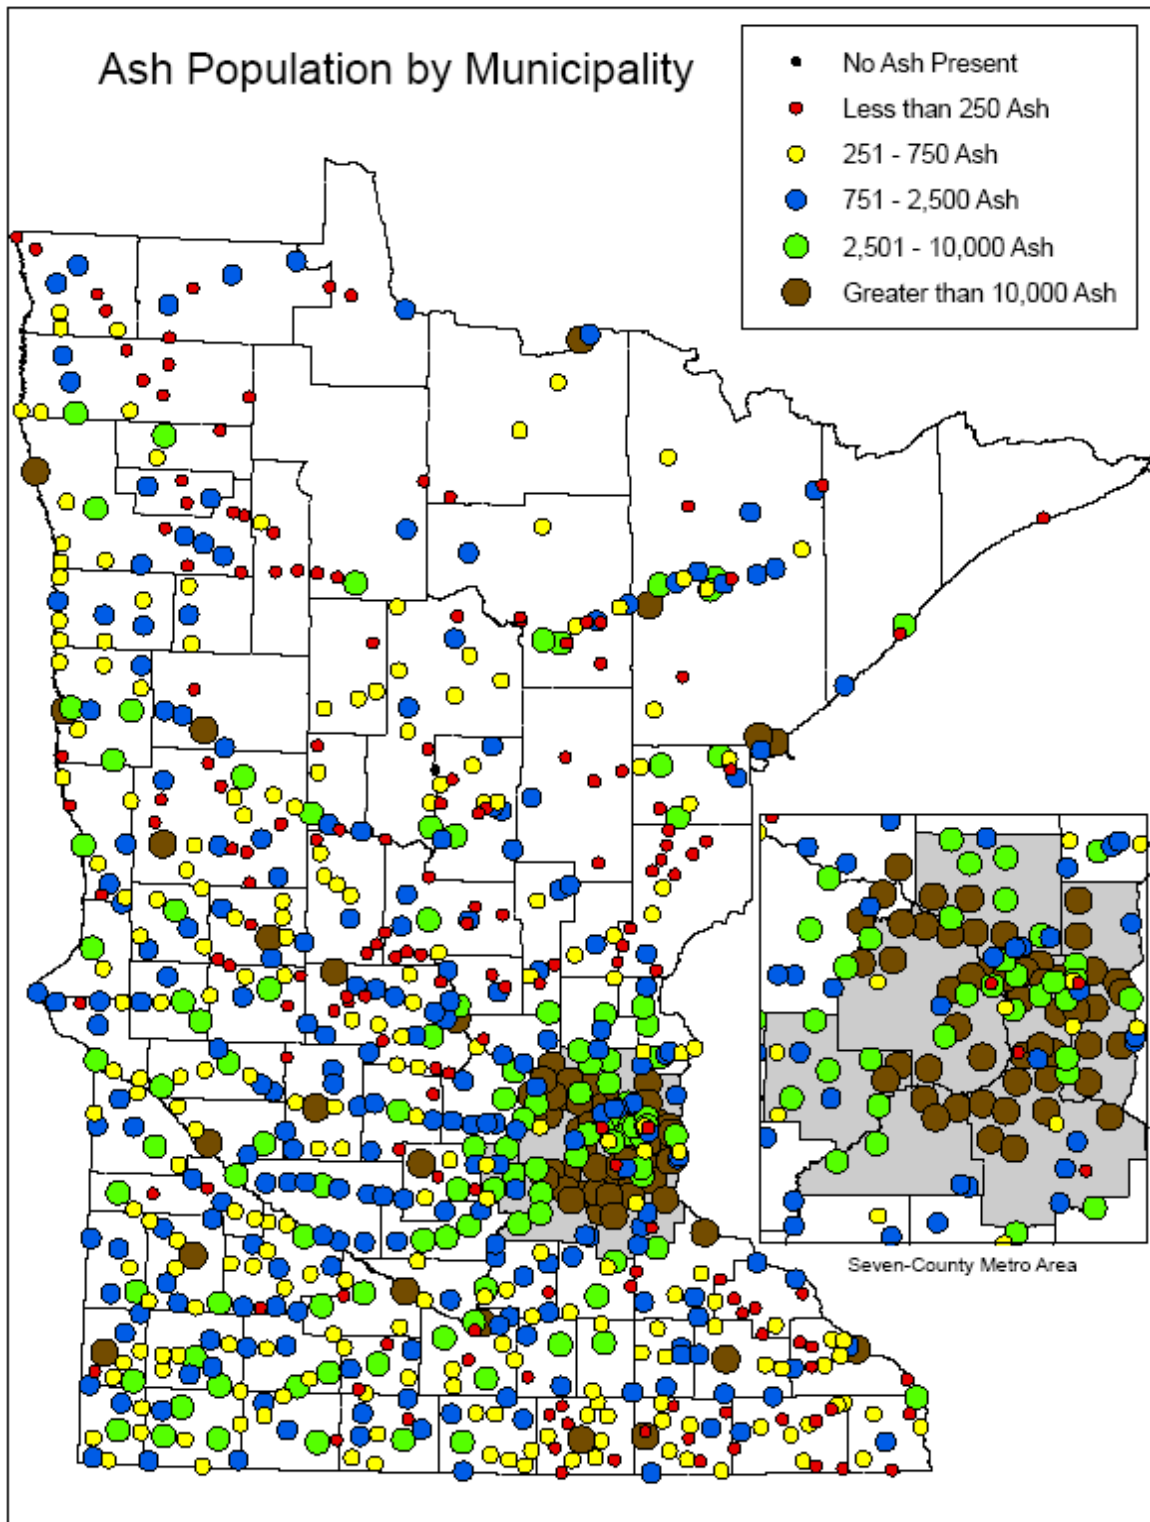 Ash Population by Municipality
No Ash Present
Less than 250 Ash
251 - 750 Ash
751 - 2,500 Ash
2,501 - 10,000 Ash
Greater than 10,000 Ash
Seven-County Metro Area